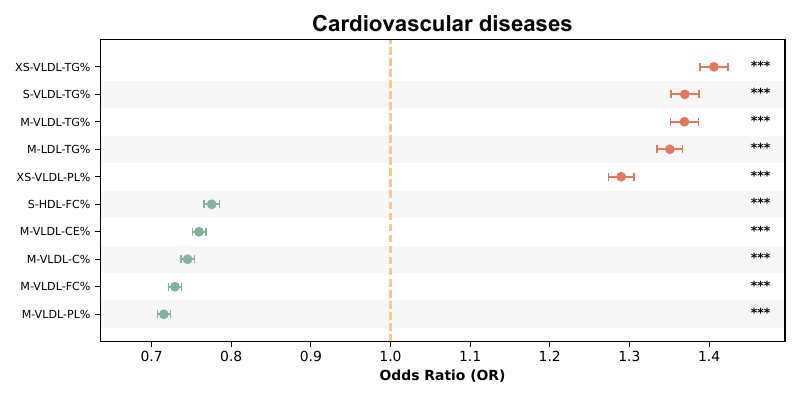 Cardiovascular diseases
XS-VLDL-TG% ***
S-VLDL-TG% ***
M-VLDL-TG% ***
M-LDL-TG% ***
XS-VLDL-PL% ***
S-HDL-FC% ***
M-VLDL-CE% ***
M-VLDL-C% ***
M-VLDL-FC% ***
M-VLDL-PL% ***
0.7 0.8 0.9 1.0 1.1 1.2 1.3 1.4
Odds Ratio (OR)